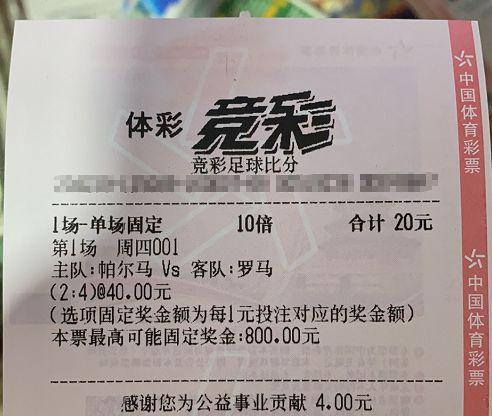 体彩 竞彩
竞彩足球比分
1场-单场固定 10倍 合计 20元
第1场 周四001
主队:帕尔马 Vs 客队:罗马
(2:4)@40.00元
(选项固定奖金额为每1元投注对应的奖金额)
本票最高可能固定奖金:800.00元
感谢您为公益事业贡献 4.00元
中国体育彩票
中国体育彩票